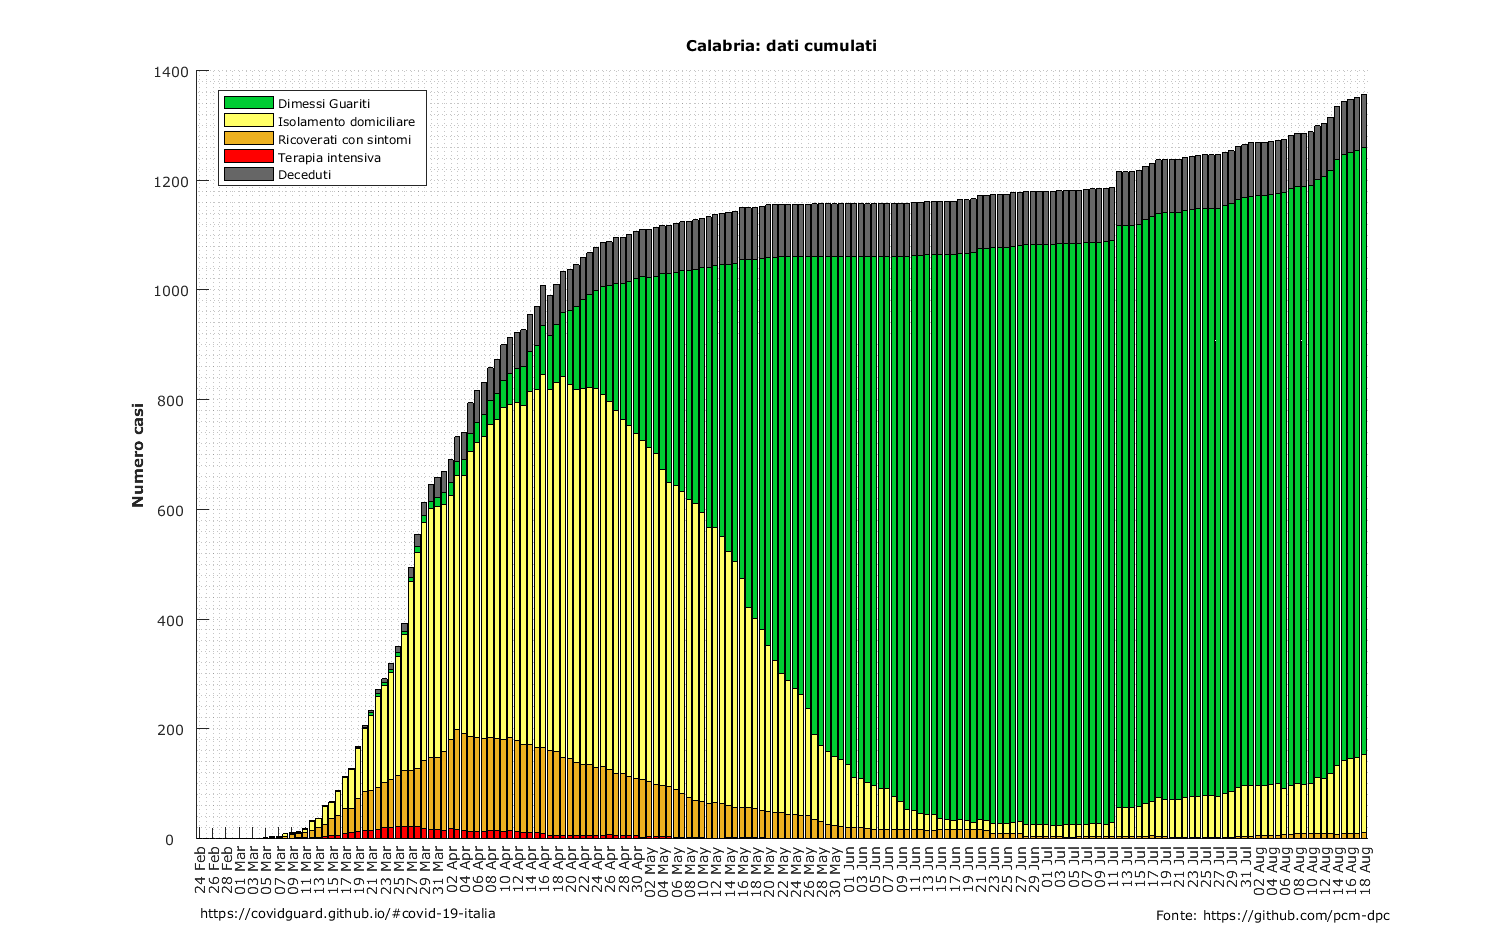 Calabria: dati cumulati
Numero casi
1400
1200
1000
800
600
400
200
0
Dimessi Guariti
Isolamento domiciliare
Ricoverati con sintomi
Terapia intensiva
Deceduti
24 Feb
26 Feb
28 Feb
01 Mar
03 Mar
05 Mar
07 Mar
09 Mar
11 Mar
13 Mar
15 Mar
17 Mar
19 Mar
21 Mar
23 Mar
25 Mar
27 Mar
29 Mar
31 Mar
02 Apr
04 Apr
06 Apr
08 Apr
10 Apr
12 Apr
14 Apr
16 Apr
18 Apr
20 Apr
22 Apr
24 Apr
26 Apr
28 Apr
30 Apr
02 May
04 May
06 May
08 May
10 May
12 May
14 May
16 May
18 May
20 May
22 May
24 May
26 May
28 May
30 May
01 Jun
03 Jun
05 Jun
07 Jun
09 Jun
11 Jun
13 Jun
15 Jun
17 Jun
19 Jun
21 Jun
23 Jun
25 Jun
27 Jun
29 Jun
01 Jul
03 Jul
05 Jul
07 Jul
09 Jul
11 Jul
13 Jul
15 Jul
17 Jul
19 Jul
21 Jul
23 Jul
25 Jul
27 Jul
29 Jul
31 Jul
02 Aug
04 Aug
06 Aug
08 Aug
10 Aug
12 Aug
14 Aug
16 Aug
18 Aug
https://covidguard.github.io/#covid-19-italia
Fonte: https://github.com/pcm-dpc